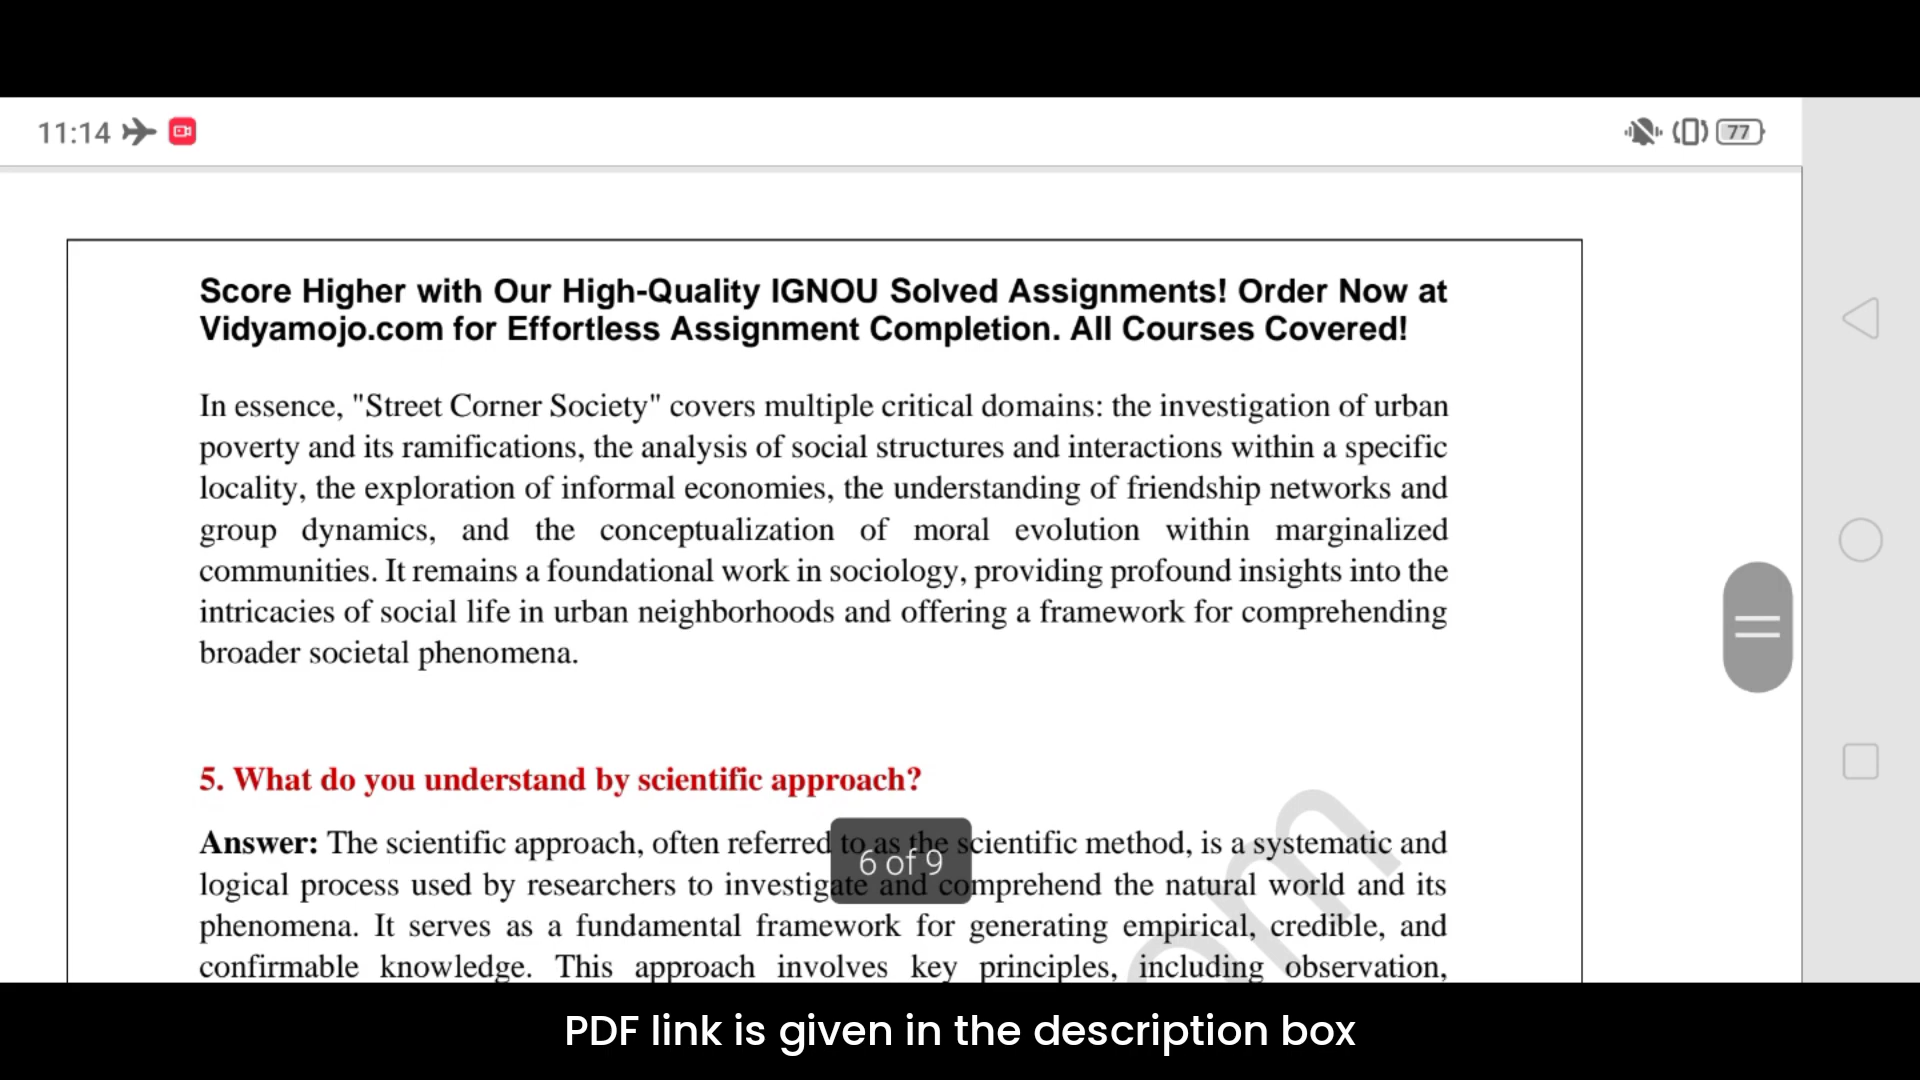 11:14
77
Score Higher with Our High-Quality IGNOU Solved Assignments! Order Now at
Vidyamojo.com for Effortless Assignment Completion. All Courses Covered!
In essence, "Street Corner Society" covers multiple critical domains: the investigation of urban
poverty and its ramifications, the analysis of social structures and interactions within a specific
locality, the exploration of informal economies, the understanding of friendship networks and
group dynamics, and the conceptualization of moral evolution within marginalized
communities. It remains a foundational work in sociology, providing profound insights into the
intricacies of social life in urban neighborhoods and offering a framework for comprehending
broader societal phenomena.
5. What do you understand by scientific approach?
Answer: The scientific approach, often referred to as the scientific method, is a systematic and
logical process used by researchers to investigate and comprehend the natural world and its
phenomena. It serves as a fundamental framework for generating empirical, credible, and
confirmable knowledge. This approach involves key principles, including observation,
6 of 9
om
PDF link is given in the description box